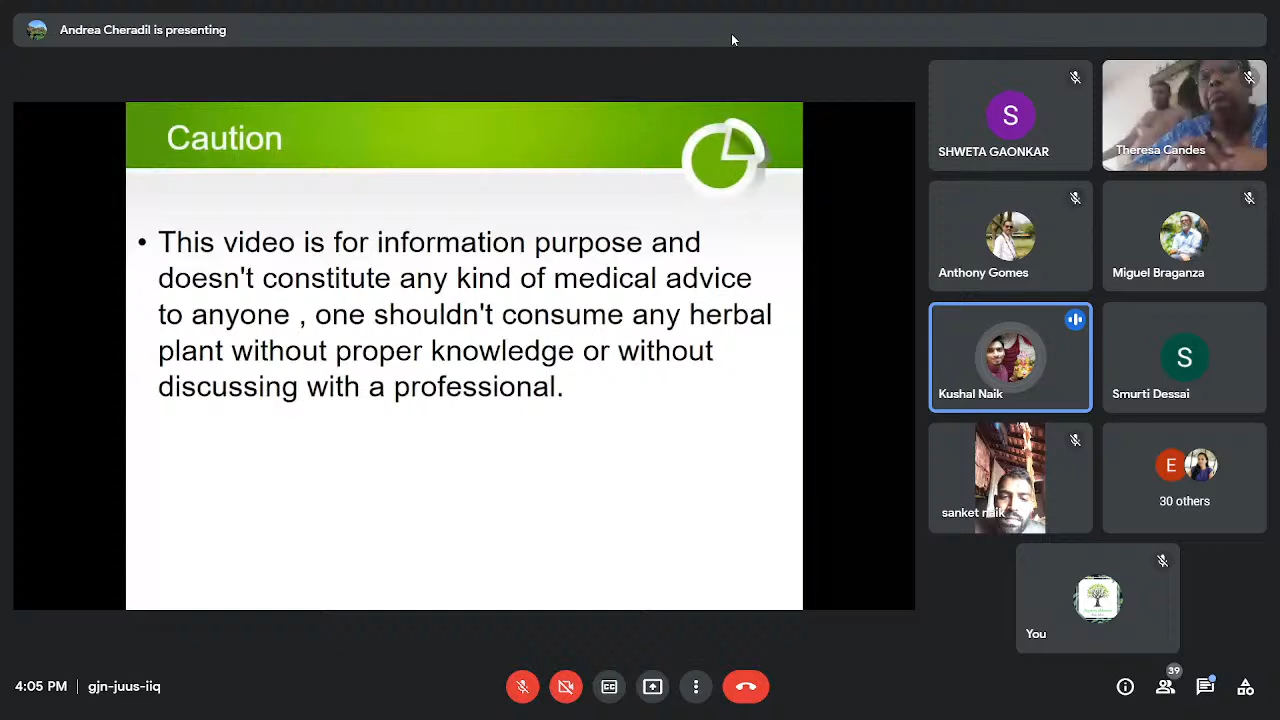 Andrea Cheradil is presenting
Caution
• This video is for information purpose and
doesn't constitute any kind of medical advice
to anyone , one shouldn't consume any herbal
plant without proper knowledge or without
discussing with a professional.
S
SHWETA GAONKAR
Theresa Candes
Anthony Gomes
Miguel Braganza
Kushal Naik
S
Smurti Dessai
sanket naik
E
30 others
You
4:05 PM | gjn-juus-iiq
CC
39